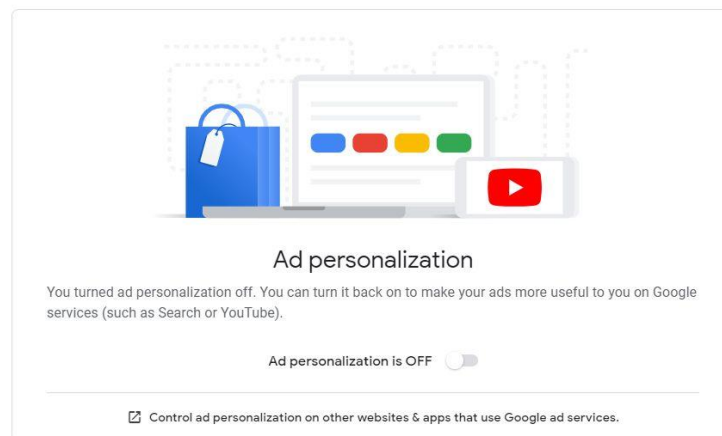 Ad personalization
You turned ad personalization off. You can turn it back on to make your ads more useful to you on Google
services (such as Search or YouTube).
Ad personalization is OFF
Control ad personalization on other websites & apps that use Google ad services.